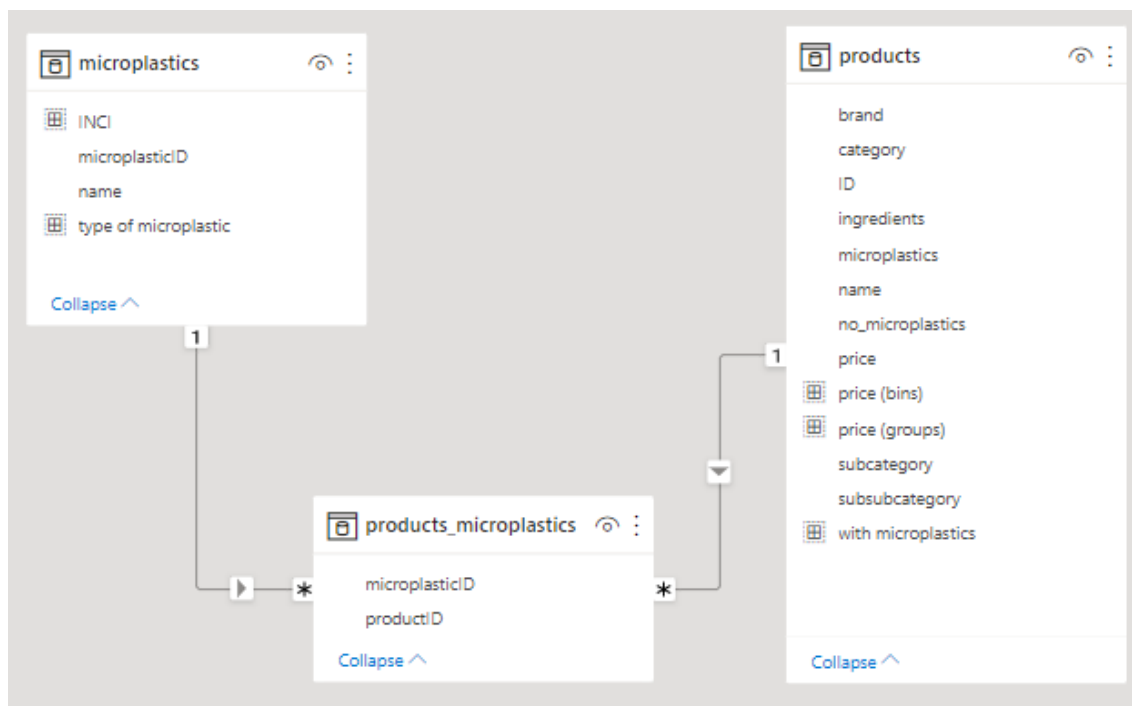 microplastics
INCI
microplasticID
name
type of microplastic
Collapse
1
products
brand
category
ID
ingredients
microplastics
name
no_microplastics
price
price (bins)
price (groups)
subcategory
subsubcategory
with microplastics
Collapse
1
products_microplastics
microplasticID
productID
Collapse
*
*